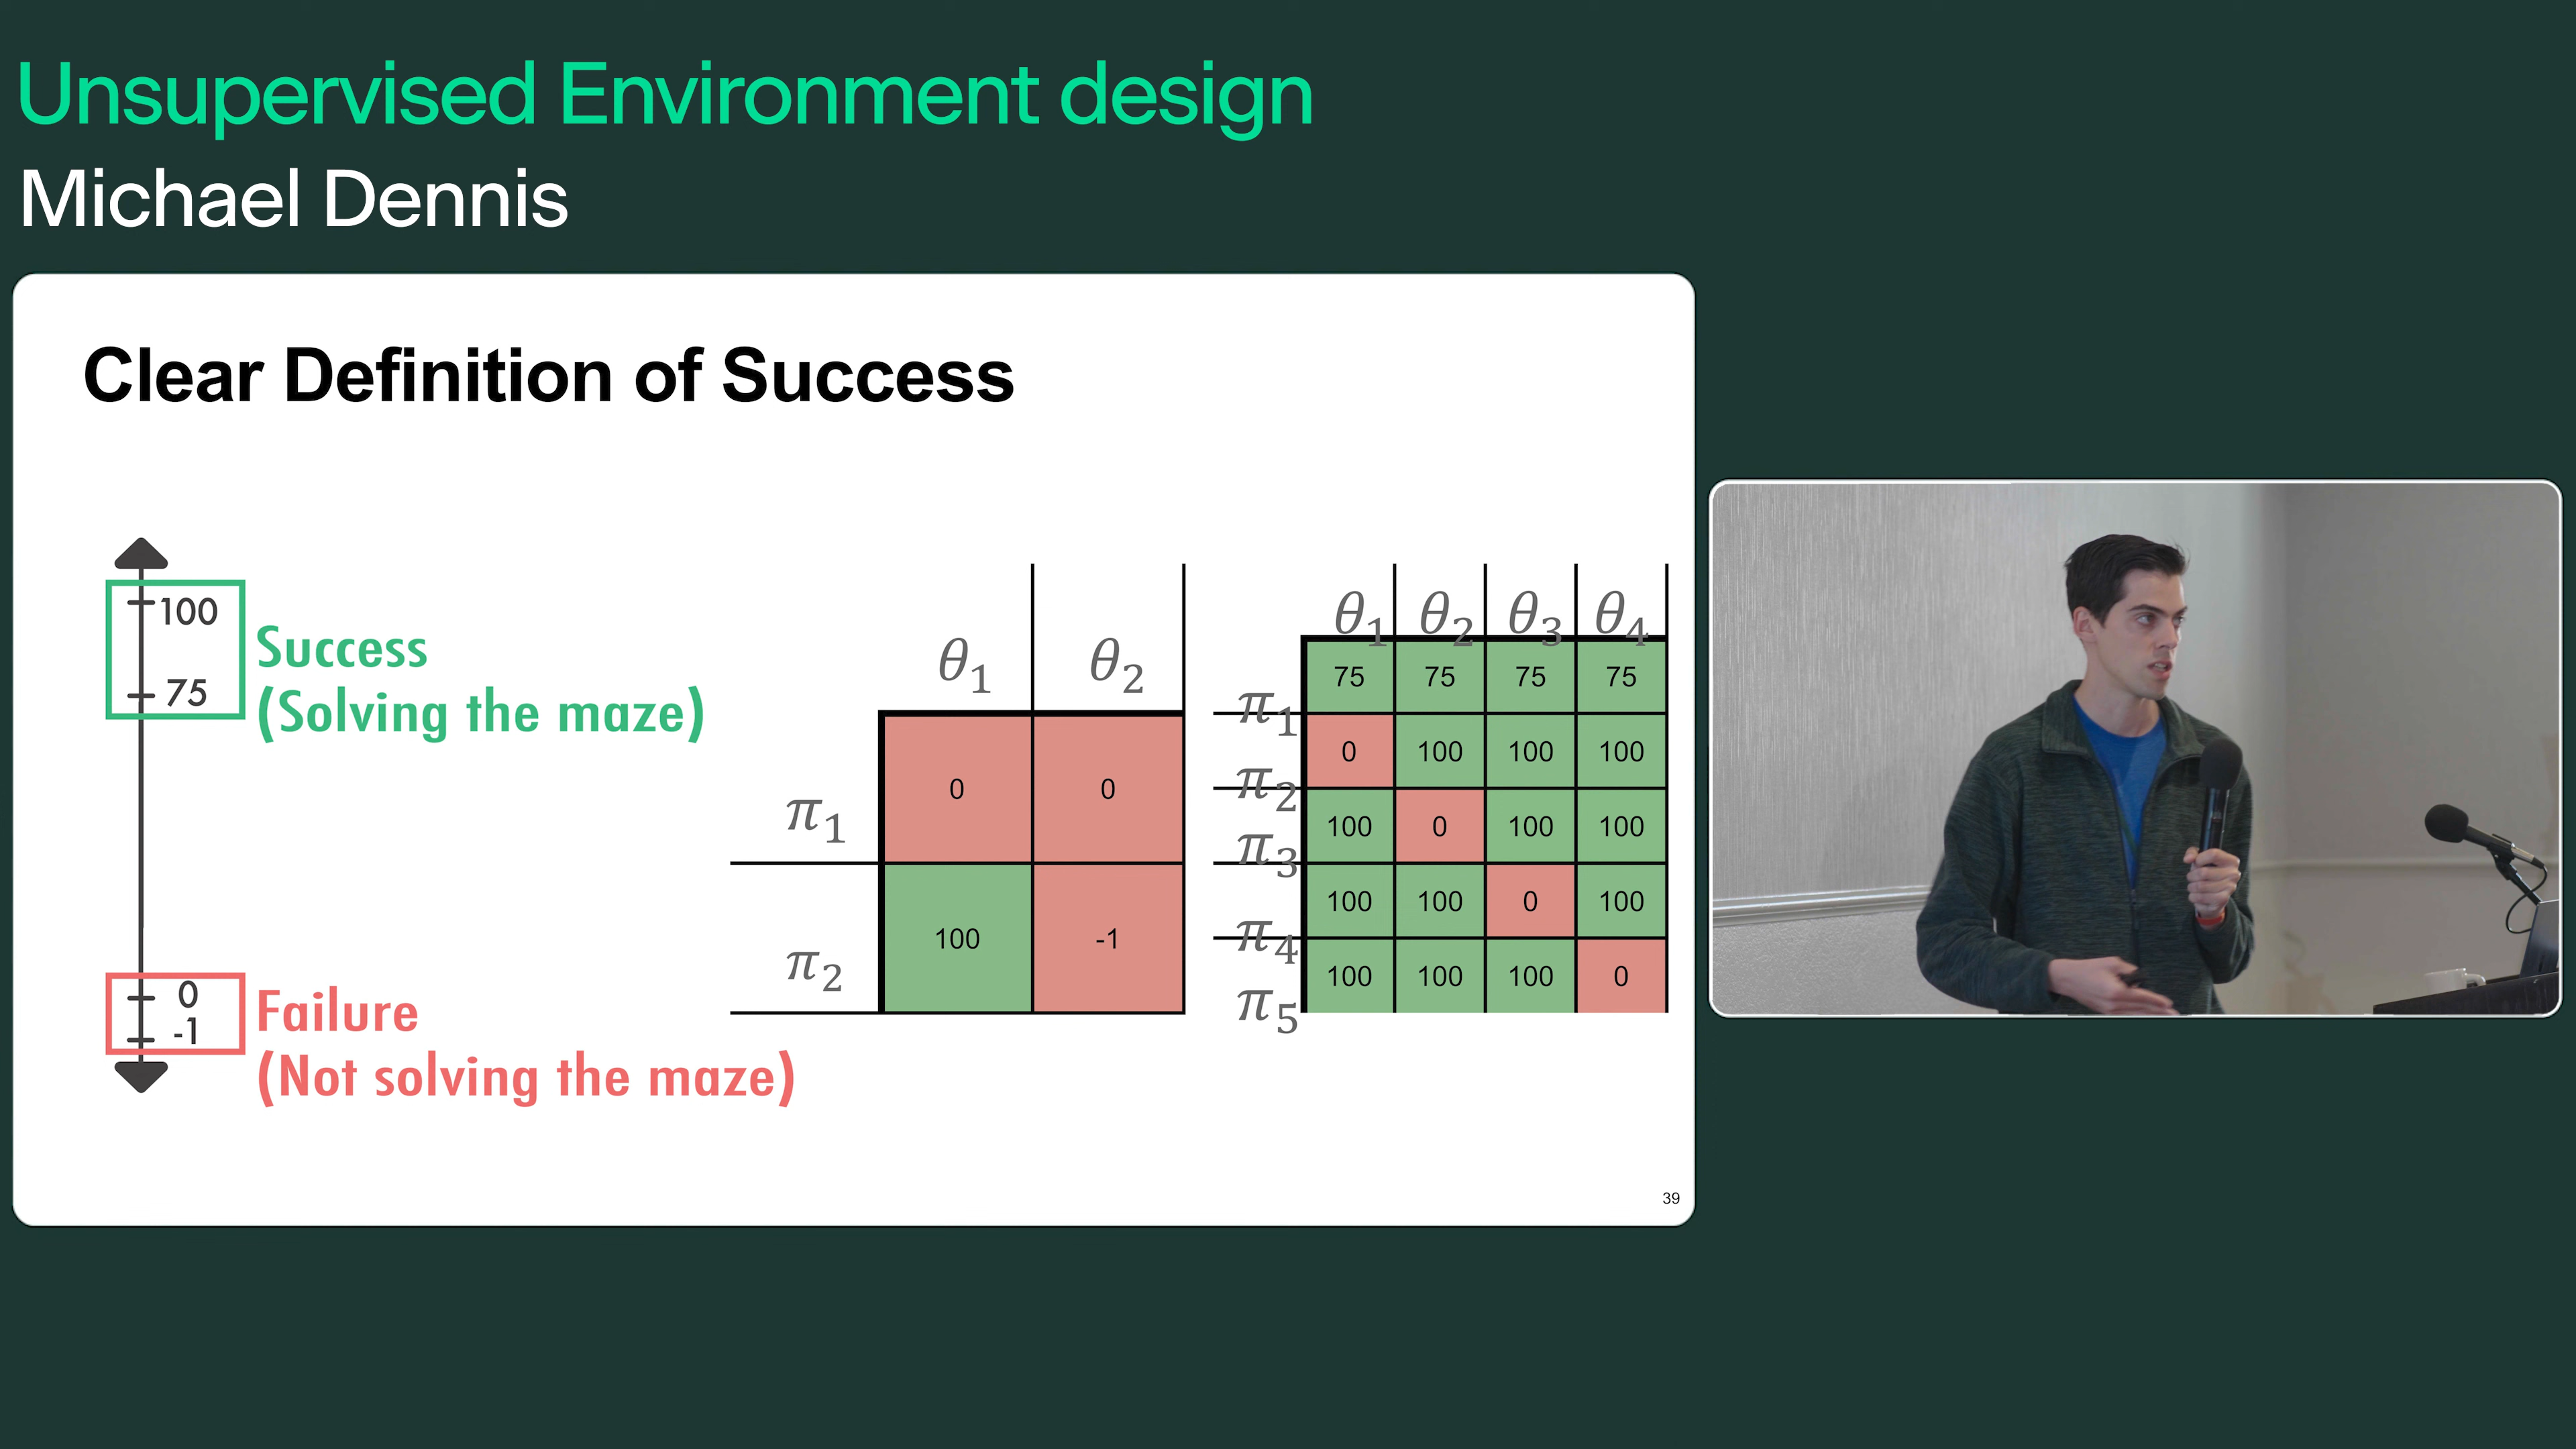 Unsupervised Environment design
Michael Dennis
Clear Definition of Success
100
75
Success
(Solving the maze)
0
-1
Failure
(Not solving the maze)
θ1 θ2
π1 0 0
π2 100 -1
θ1 θ2 θ3 θ4
π1 75 75 75 75
π2 0 100 100 100
π3 100 0 100 100
π4 100 100 0 100
π5 100 100 100 0
39